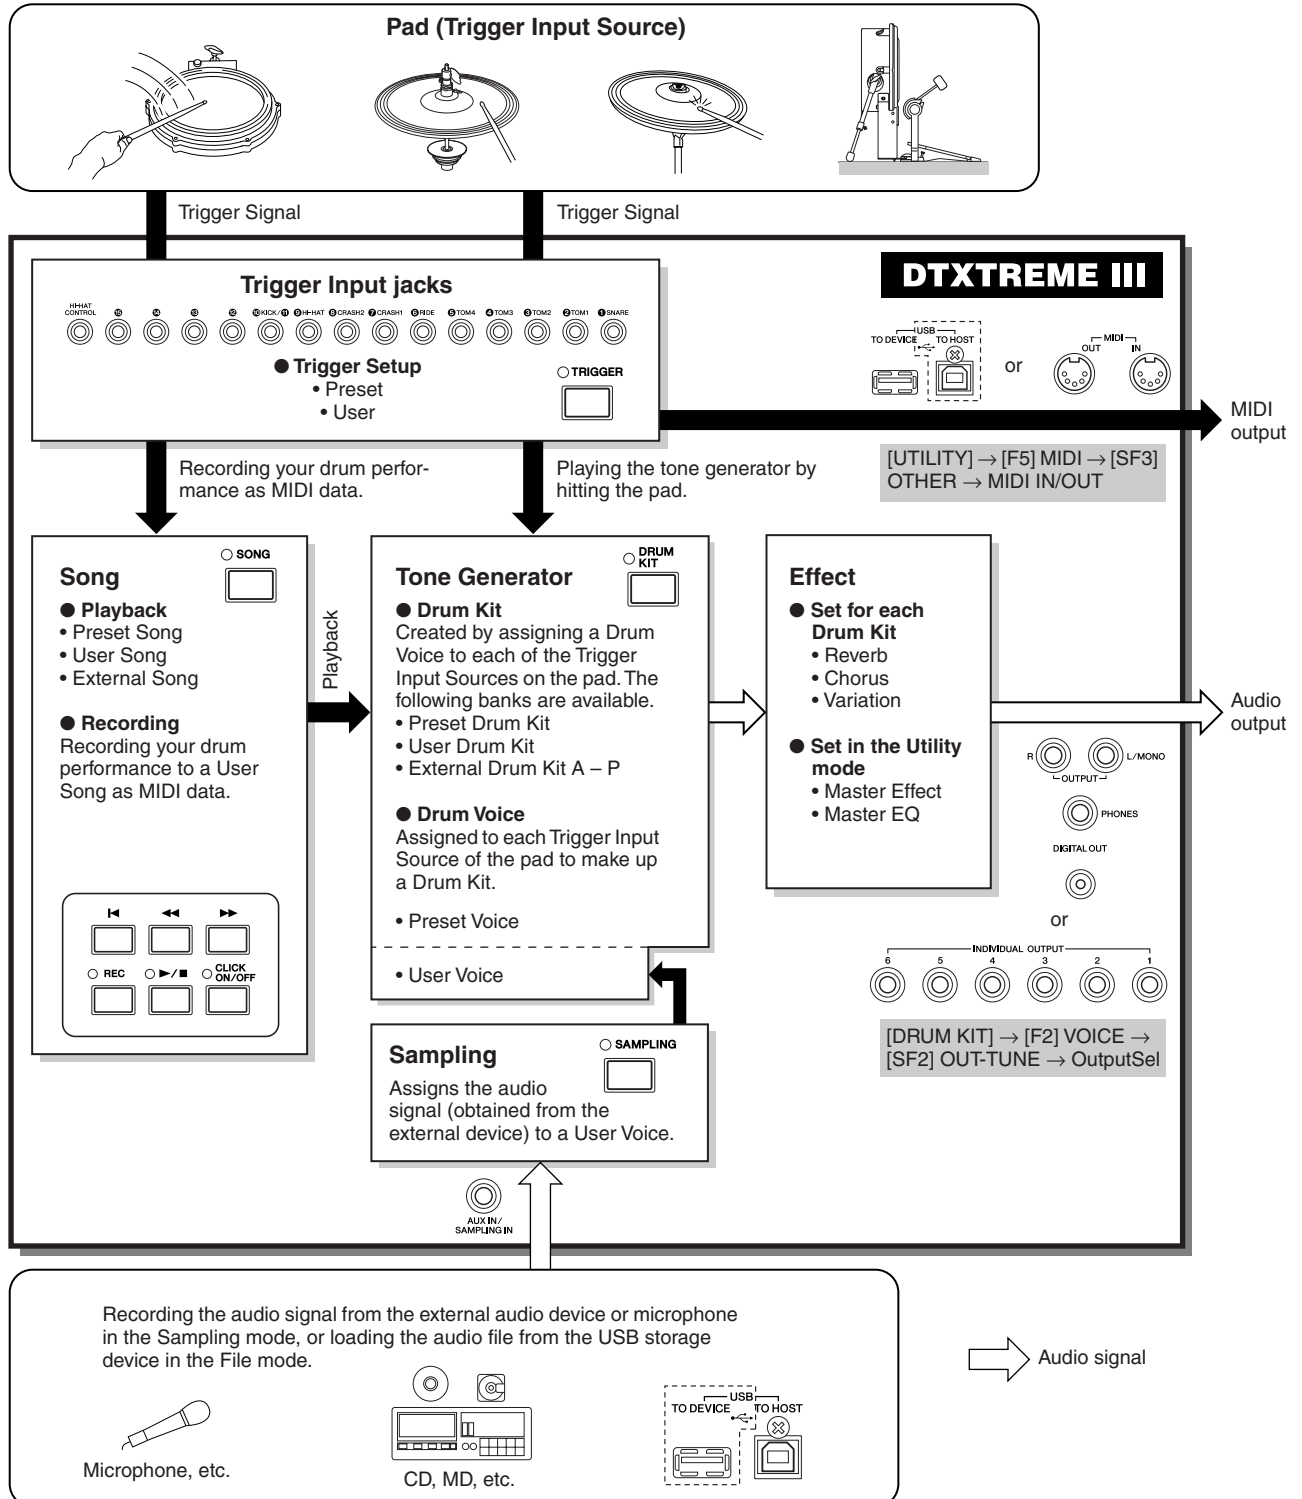 Pad (Trigger Input Source)
Trigger Signal
Trigger Signal
DTXTREME III
Trigger Input jacks
HI-HAT
CONTROL
⓯
⓮
⓭
⓬
❿KICK/⓫
❾HI-HAT
❽CRASH2
❼CRASH1
❻RIDE
❺TOM4
❹TOM3
❸TOM2
❷TOM1
❶SNARE
● Trigger Setup
• Preset
• User
TRIGGER
USB
TO DEVICE
TO HOST
or
MIDI
OUT
IN
MIDI
output
[UTILITY] → [F5] MIDI → [SF3]
OTHER → MIDI IN/OUT
Recording your drum perfor-
mance as MIDI data.
Playing the tone generator by
hitting the pad.
SONG
Song
● Playback
• Preset Song
• User Song
• External Song
● Recording
Recording your drum
performance to a User
Song as MIDI data.
REC
►/■
CLICK
ON/OFF
Playback
DRUM
KIT
Tone Generator
● Drum Kit
Created by assigning a Drum
Voice to each of the Trigger
Input Sources on the pad. The
following banks are available.
• Preset Drum Kit
• User Drum Kit
• External Drum Kit A – P
● Drum Voice
Assigned to each Trigger Input
Source of the pad to make up
a Drum Kit.
• Preset Voice
• User Voice
Effect
● Set for each
Drum Kit
• Reverb
• Chorus
• Variation
● Set in the Utility
mode
• Master Effect
• Master EQ
Audio
output
R
L/MONO
OUTPUT
PHONES
DIGITAL OUT
or
INDIVIDUAL OUTPUT
6 5 4 3 2 1
[DRUM KIT] → [F2] VOICE →
[SF2] OUT-TUNE → OutputSel
SAMPLING
Sampling
Assigns the audio
signal (obtained from the
external device) to a User Voice.
AUX IN/
SAMPLING IN
Recording the audio signal from the external audio device or microphone
in the Sampling mode, or loading the audio file from the USB storage
device in the File mode.
Microphone, etc.
CD, MD, etc.
USB
TO DEVICE
TO HOST
Audio signal